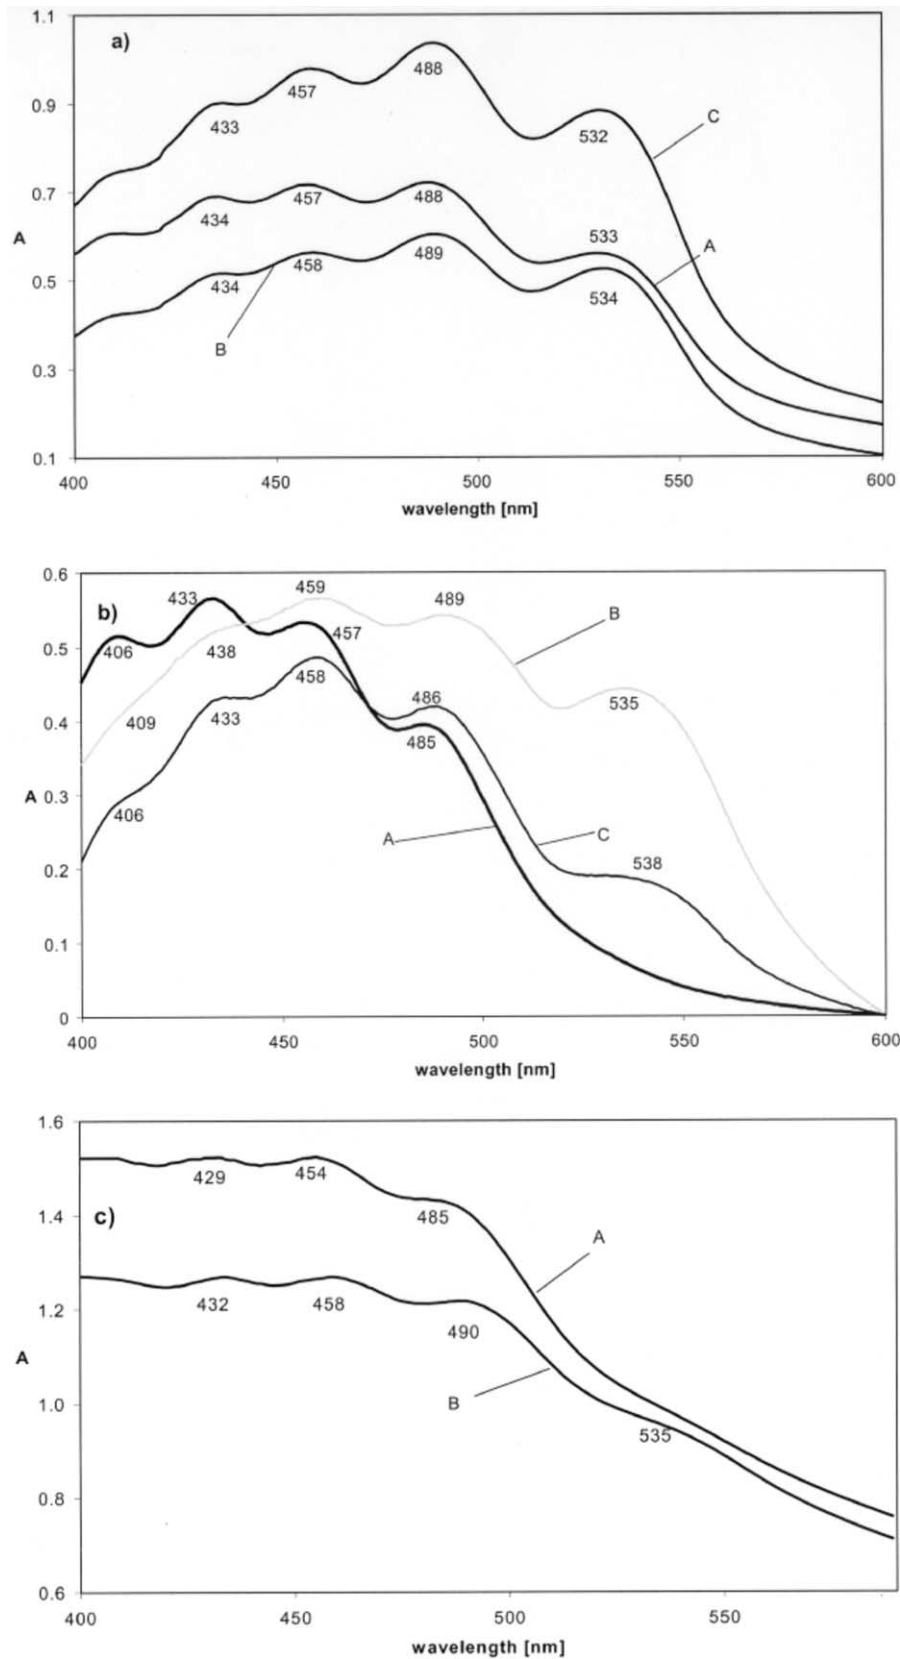 1.1
a)
488
457
433
0.9
532
C
0.7
434
457
488
533
A
A
0.5
434
458
489
534
B
0.3
0.1
400 450 500 550 600
wavelength [nm]
0.6
b)
433
459
489
B
406
438
457
0.5
458
486
535
409
433
0.4
485
A 0.3
406
A
C
538
0.2
0.1
0
400 450 500 550 600
wavelength [nm]
1.6
429
454
485
c)
1.4
A
432
458
1.2
490
A
B
535
1.0
0.8
0.6
400 450 500 550
wavelength [nm]